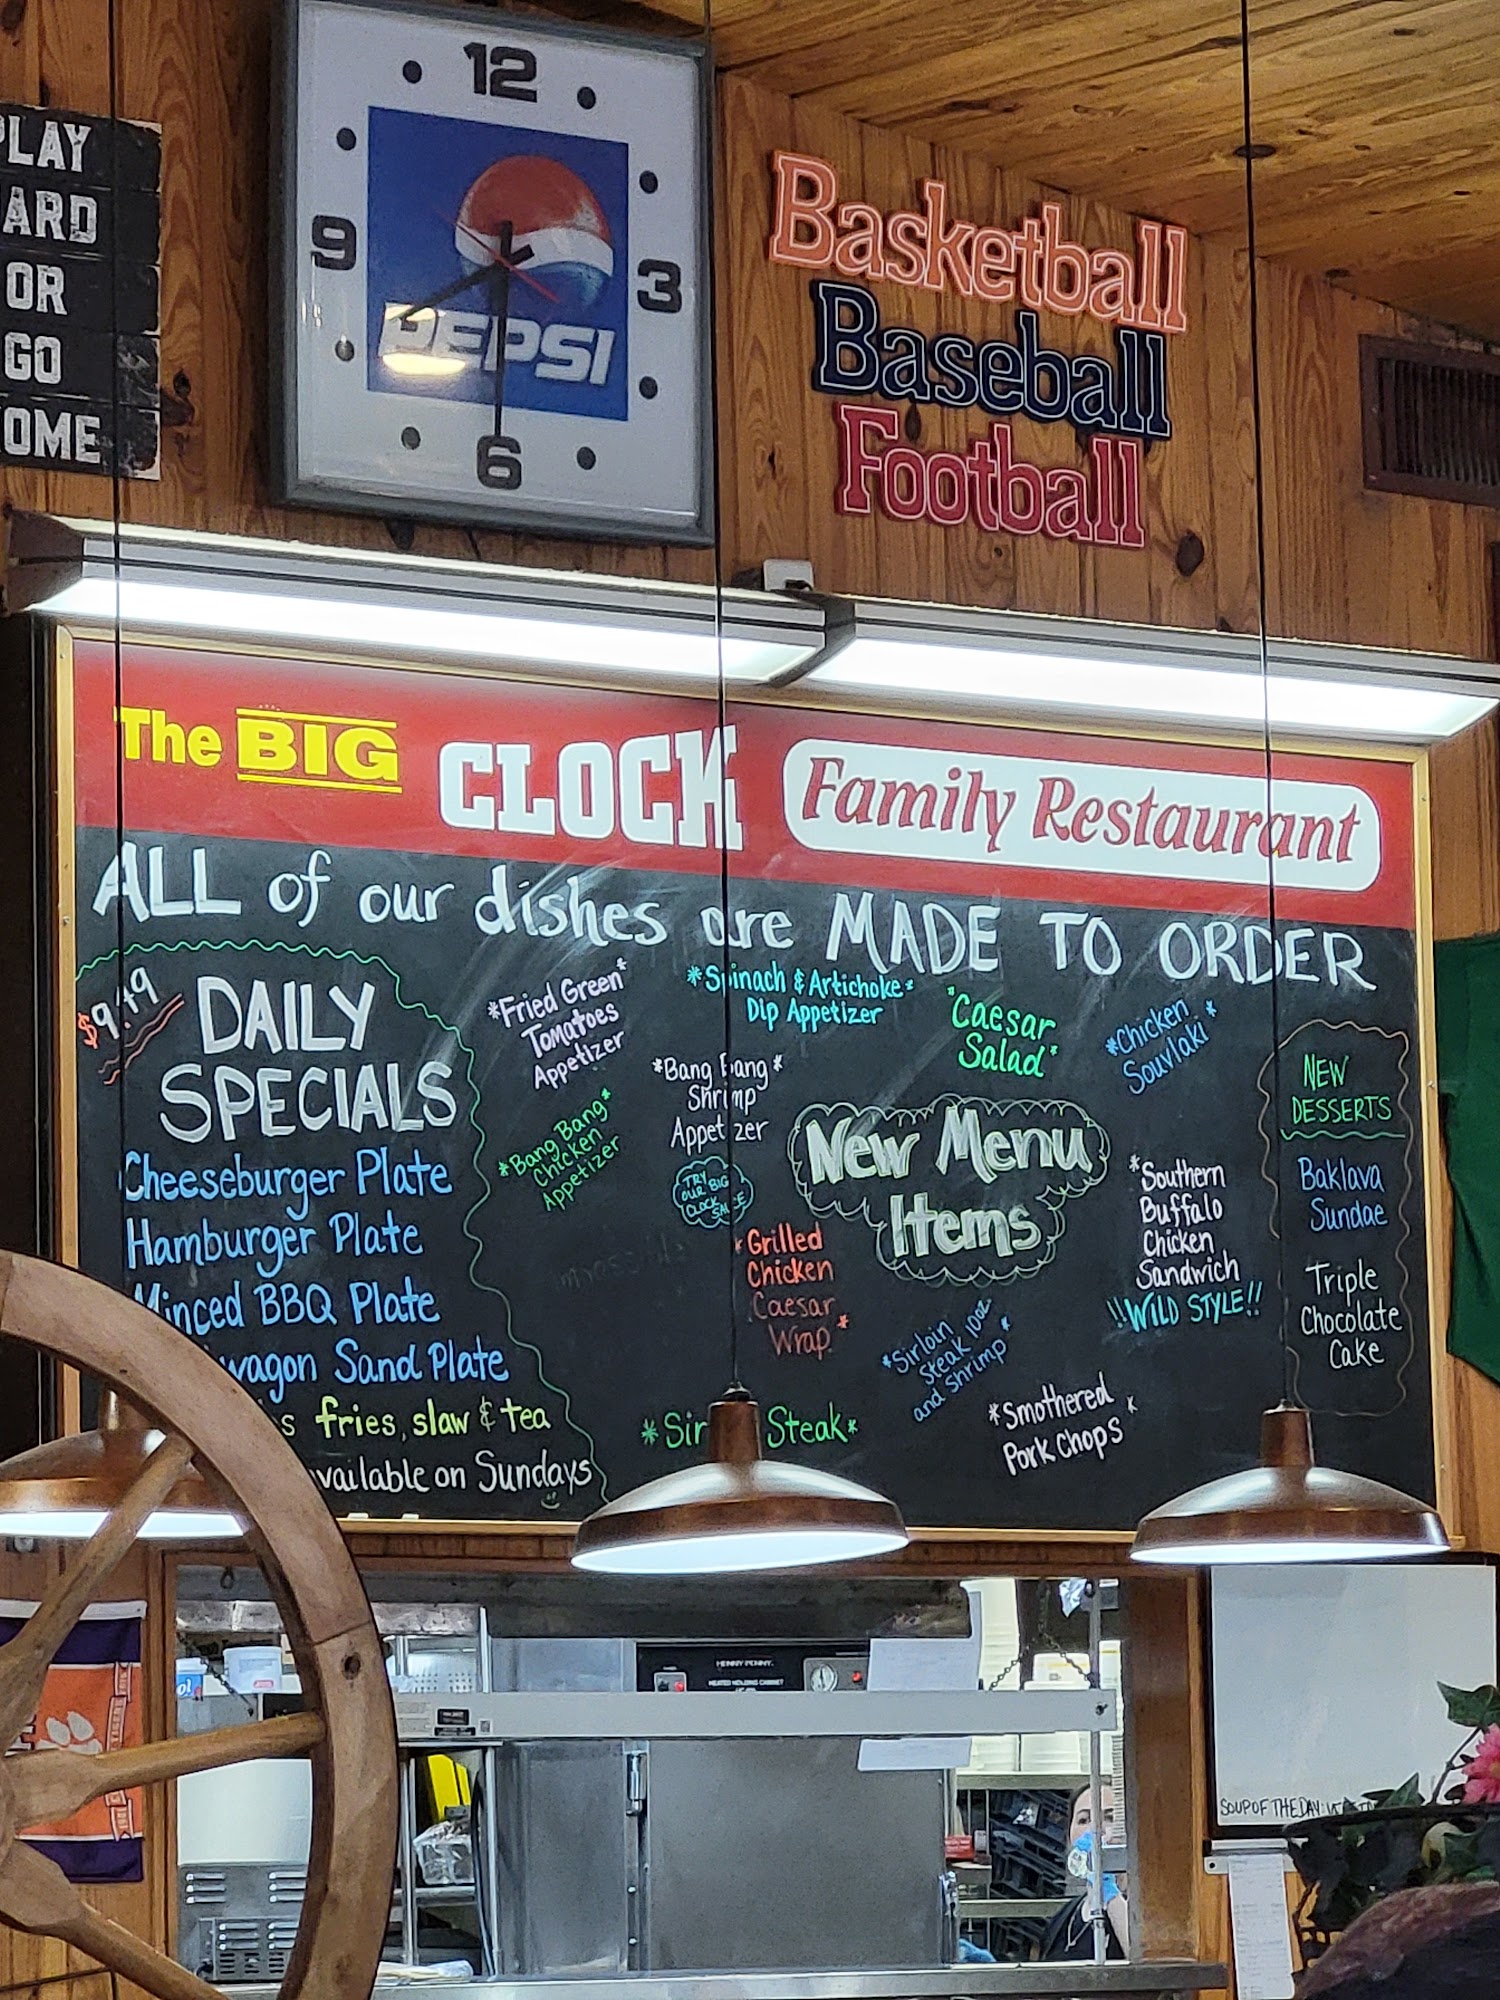 PLAY
ARD
OR
GO
OME
12
9
3
6
PEPSI
Basketball
Baseball
Football
The BIG CLOCK Family Restaurant
ALL of our dishes are MADE TO ORDER
$9.49
DAILY
SPECIALS
Cheeseburger Plate
Hamburger Plate
Minced BBQ Plate
wagon Sand Plate
fries, slaw & tea
available on Sundays
*Fried Green*
Tomatoes
Appetizer
*Bang Bang*
Chicken
Appetizer
*Spinach & Artichoke*
Dip Appetizer
*Bang Bang*
Shrimp
Appetizer
TRY
OUR BIG
CLOCK SAUCE
*Grilled
Chicken
Caesar
Wrap*
*Caesar
Salad*
*Chicken
Souvlaki*
New Menu
Items
*Southern
Buffalo
Chicken
Sandwich
!!WILD STYLE!!
*Sirloin
Steak 10oz.
and Shrimp*
Steak*
*Smothered*
Pork Chops
NEW
DESSERTS
Baklava
Sundae
Triple
Chocolate
Cake
HENNY PENNY
HEATED HOLDING CABINET
SOUP OF THE DAY: